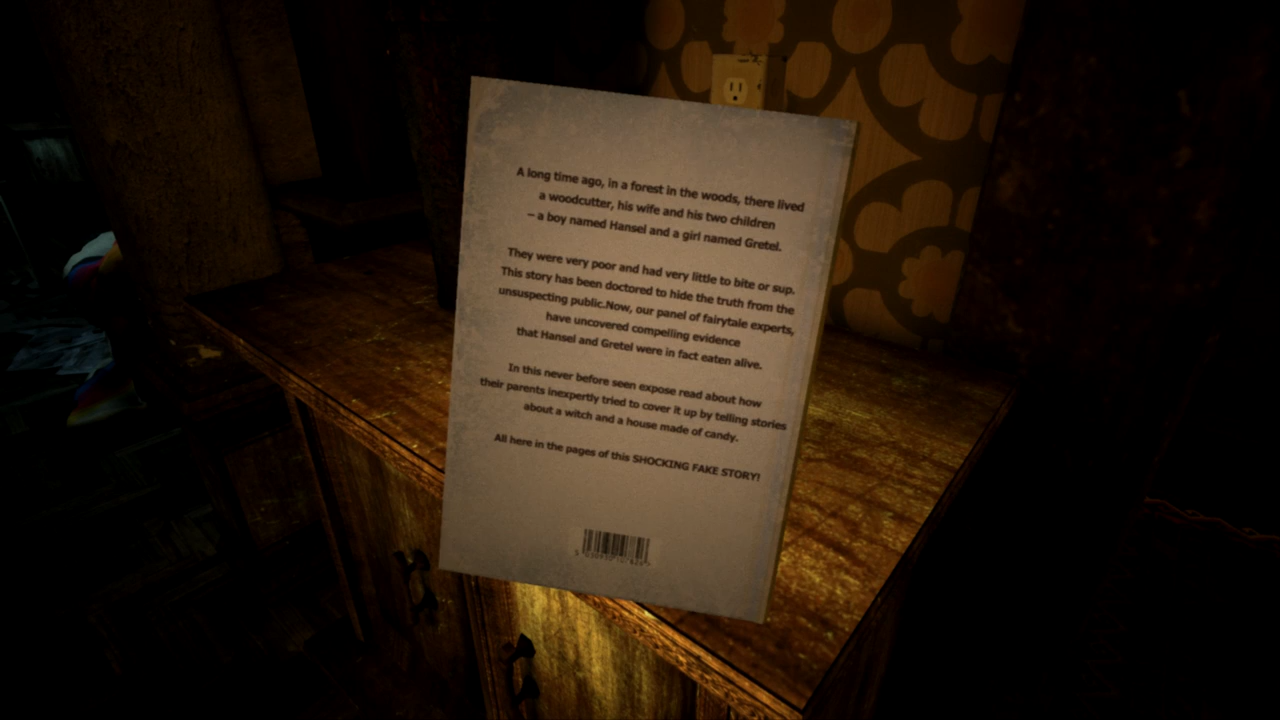 A long time ago, in a forest in the woods, there lived
a woodcutter, his wife and his two children
– a boy named Hansel and a girl named Gretel.
They were very poor and had very little to bite or sup.
This story has been doctored to hide the truth from the
unsuspecting public.Now, our panel of fairytale experts,
have uncovered compelling evidence
that Hansel and Gretel were in fact eaten alive.
In this never before seen expose read about how
their parents inexpertly tried to cover it up by telling stories
about a witch and a house made of candy.
All here in the pages of this SHOCKING FAKE STORY!